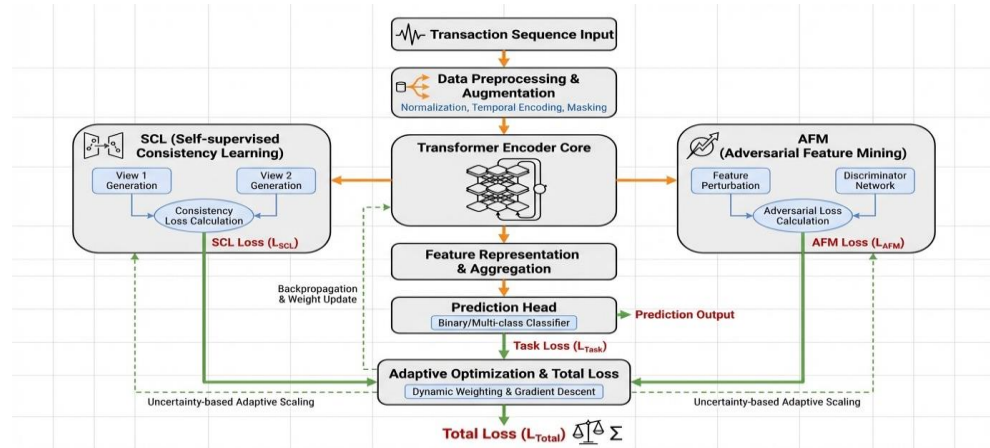 Transaction Sequence Input
Data Preprocessing &
Augmentation
Normalization, Temporal Encoding, Masking
SCL (Self-supervised
Consistency Learning)
View 1
Generation
View 2
Generation
Consistency
Loss Calculation
SCL Loss (L_SCL)
Transformer Encoder Core
AFM
(Adversarial Feature Mining)
Feature
Perturbation
Discriminator
Network
Adversarial Loss
Calculation
AFM Loss (L_AFM)
Feature Representation
& Aggregation
Backpropagation
& Weight Update
Prediction Head
Binary/Multi-class Classifier
Prediction Output
Task Loss (L_Task)
Adaptive Optimization & Total Loss
Dynamic Weighting & Gradient Descent
Uncertainty-based Adaptive Scaling
Uncertainty-based Adaptive Scaling
Total Loss (L_Total) Σ